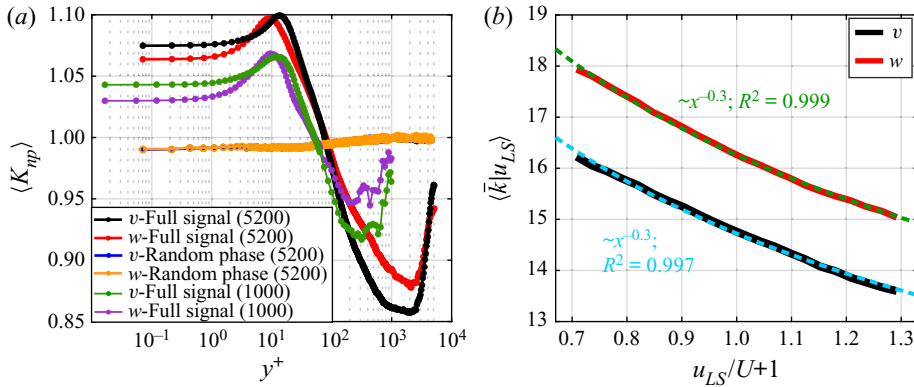 (a)
1.10
1.05
1.00
0.95
0.90
0.85
⟨K_np⟩
v-Full signal (5200)
w-Full signal (5200)
v-Random phase (5200)
w-Random phase (5200)
v-Full signal (1000)
w-Full signal (1000)
10^−1 10^0 10^1 10^2 10^3 10^4
y^+
(b)
19
18
17
16
15
14
13
⟨k̄|u_LS⟩
v
w
~x^−0.3; R^2 = 0.999
~x^−0.3;
R^2 = 0.997
0.7 0.8 0.9 1.0 1.1 1.2 1.3
u_LS/U+1